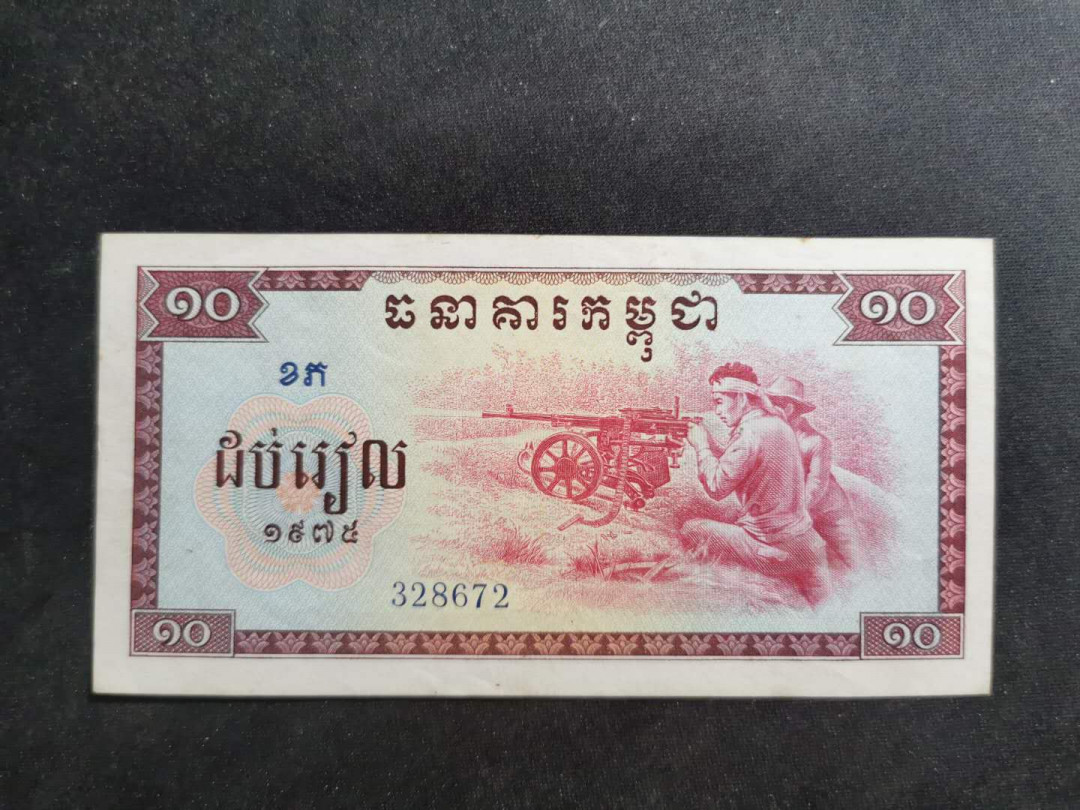 ១០ ធនាគារកម្ពុជា ១០
ខភ
ដប់រៀល
១៩៧៥
328672
១០ ១០